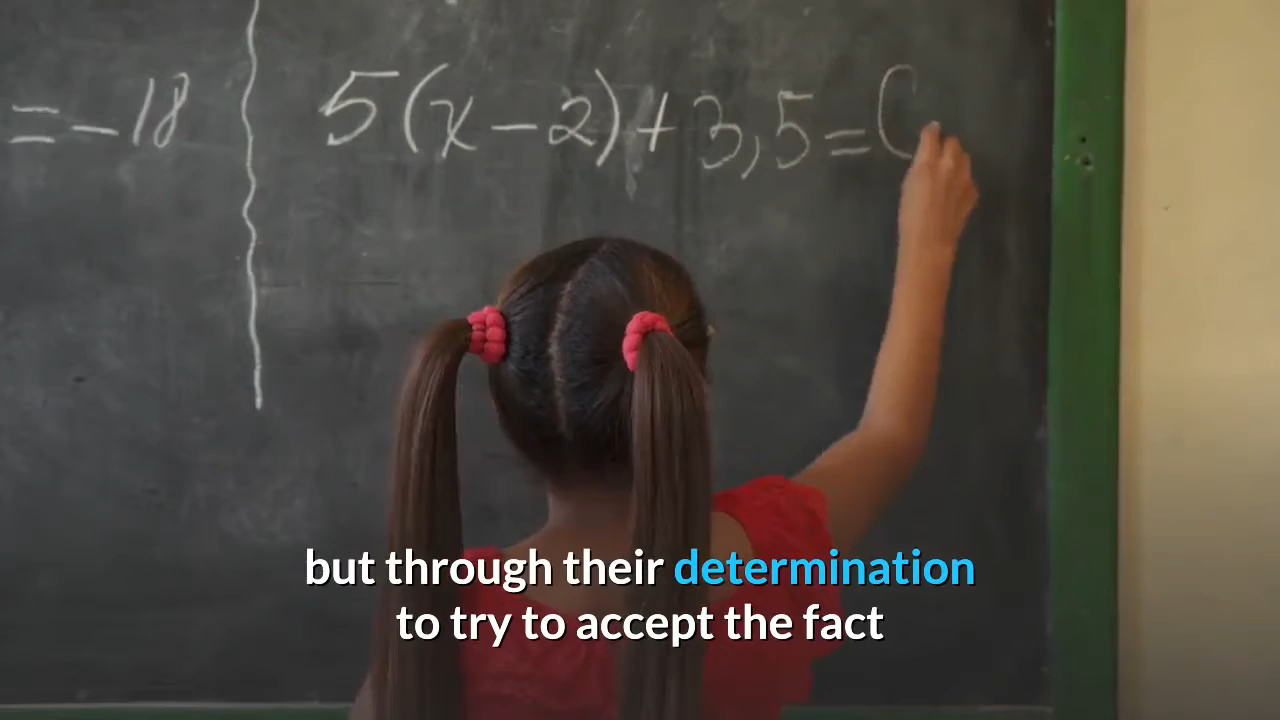 = -18
5(x-2)+3,5=
but through their determination
to try to accept the fact